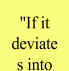 "If it
deviate
s into